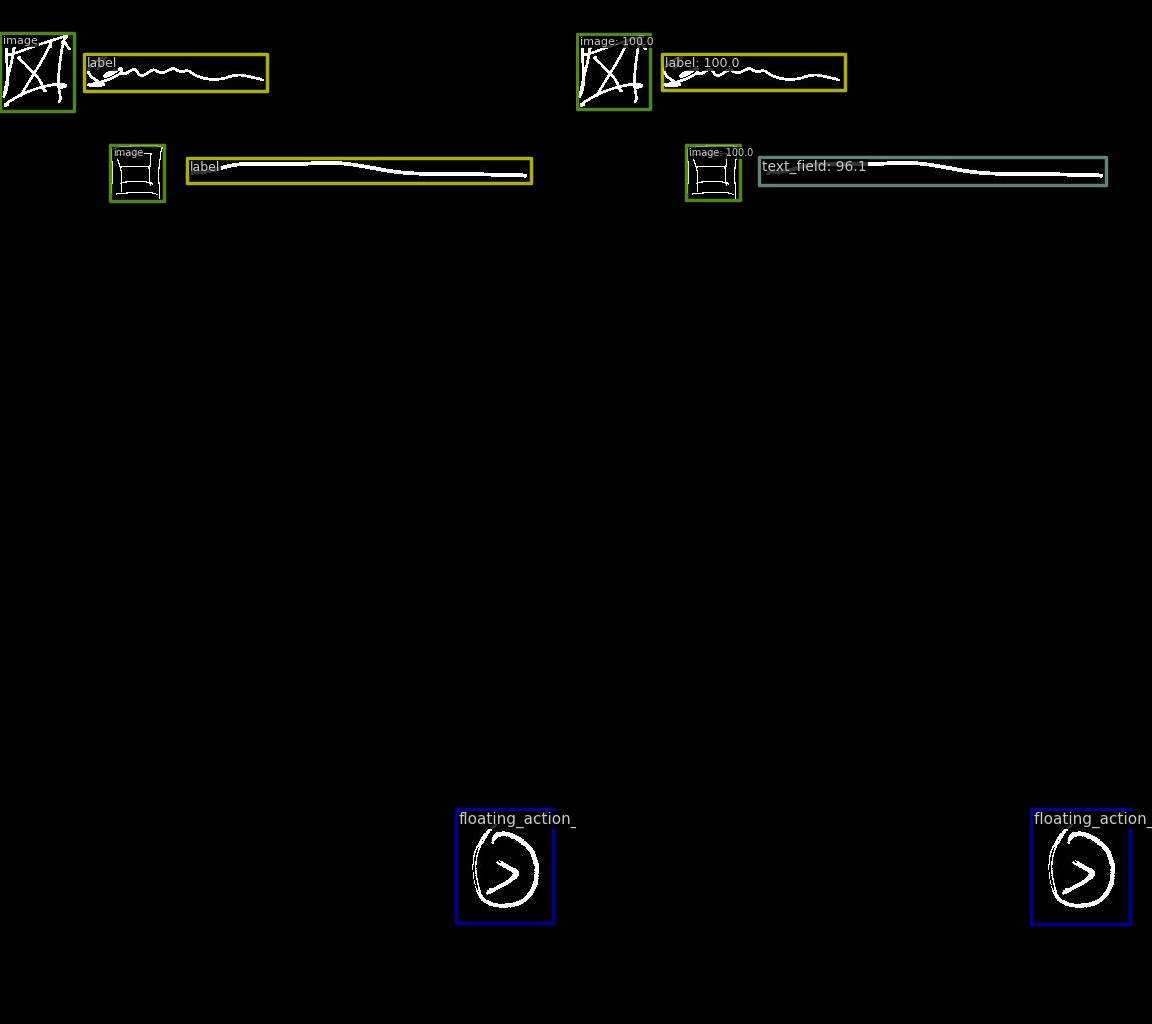 image image: 100.0
label label: 100.0
image image: 100.0
label text_field: 96.1
floating_action_ floating_action_